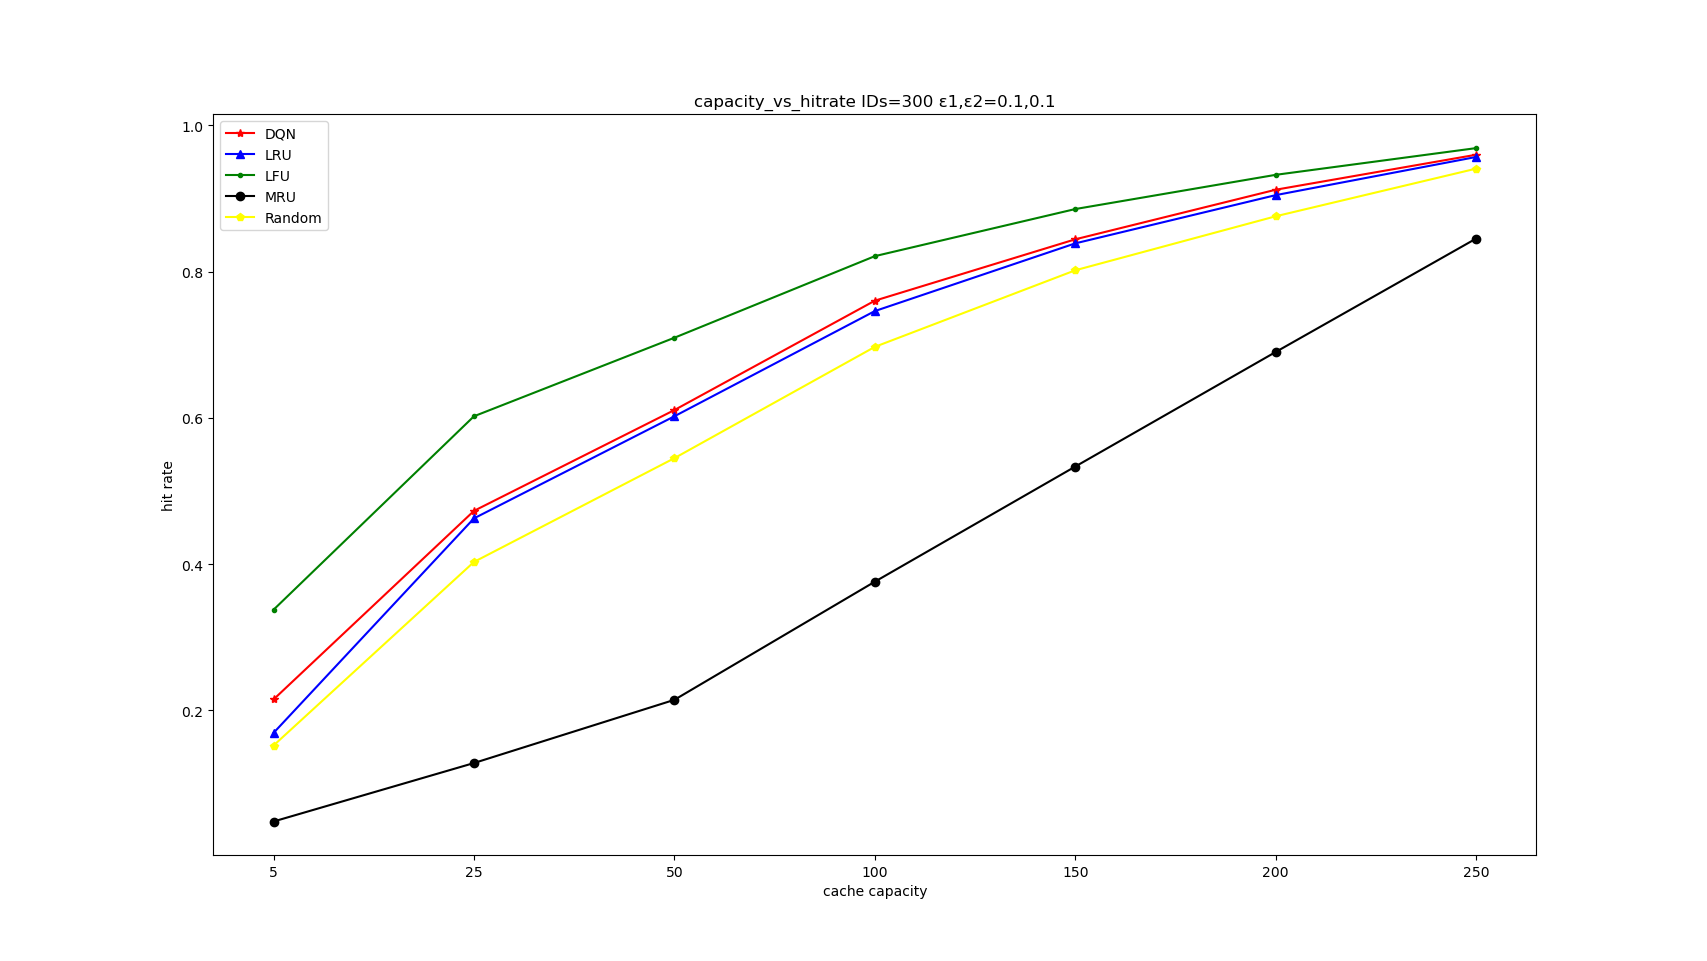 capacity_vs_hitrate IDs=300 ε1,ε2=0.1,0.1
DQN
LRU
LFU
MRU
Random
1.0
0.8
0.6
0.4
0.2
hit rate
5 25 50 100 150 200 250
cache capacity